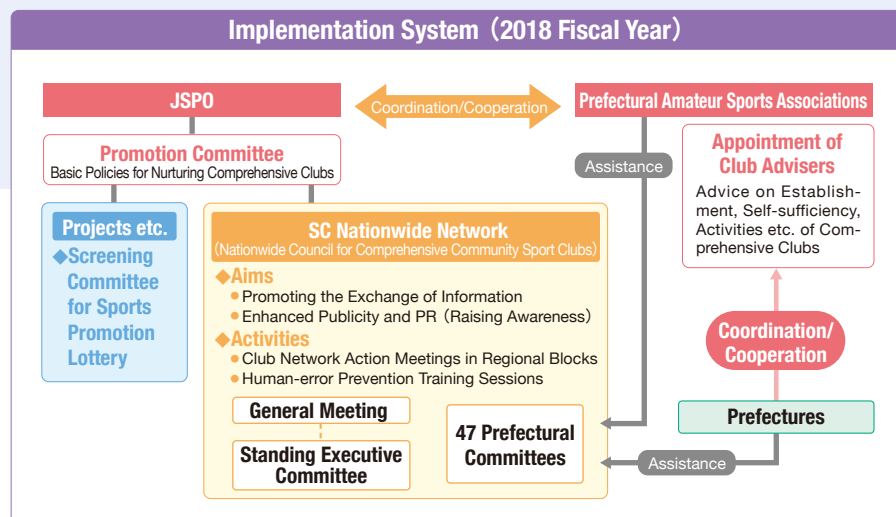 Implementation System（2018 Fiscal Year）
JSPO
Coordination/Cooperation
Prefectural Amateur Sports Associations
Promotion Committee
Basic Policies for Nurturing Comprehensive Clubs
Assistance
Appointment of
Club Advisers
Advice on Establish-
ment, Self-sufficiency,
Activities etc. of Com-
prehensive Clubs
Projects etc.
◆Screening
Committee
for Sports
Promotion
Lottery
SC Nationwide Network
(Nationwide Council for Comprehensive Community Sport Clubs)
◆Aims
● Promoting the Exchange of Information
● Enhanced Publicity and PR（Raising Awareness）
◆Activities
● Club Network Action Meetings in Regional Blocks
● Human-error Prevention Training Sessions
General Meeting
Standing Executive
Committee
47 Prefectural
Committees
Coordination/
Cooperation
Prefectures
Assistance